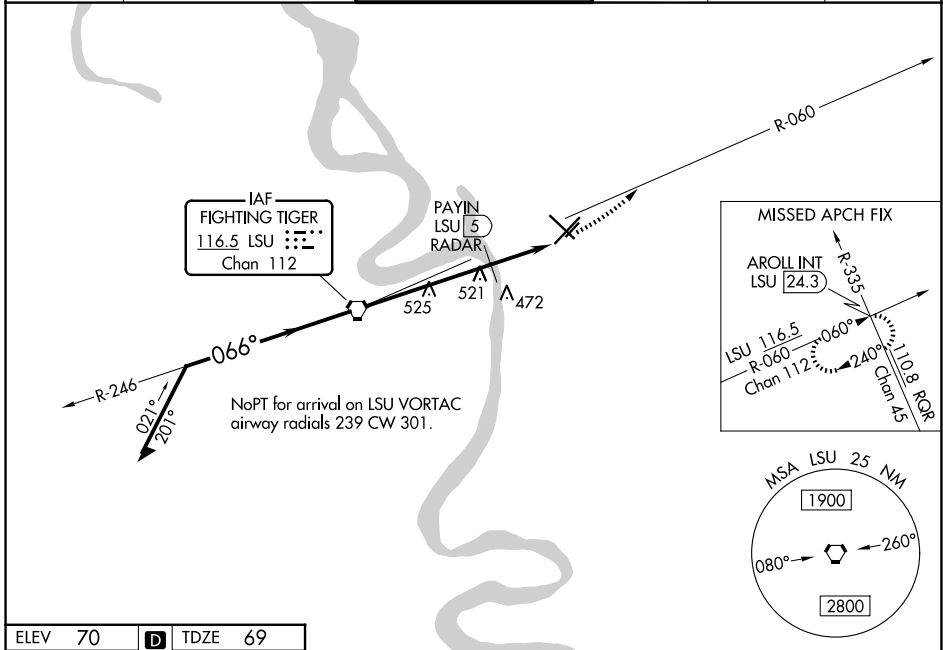 R-060
IAF
FIGHTING TIGER
116.5 LSU
Chan 112
PAYIN
LSU 5
RADAR
525
521
472
066°
R-246
021°
201°
NoPT for arrival on LSU VORTAC
airway radials 239 CW 301.
MISSED APCH FIX
AROLL INT
LSU 24.3
R-335
LSU 116.5
R-060
Chan 112
060°
240°
110.8 RQR
Chan 45
MSA LSU 25 NM
1900
080°
260°
2800
ELEV 70 D TDZE 69